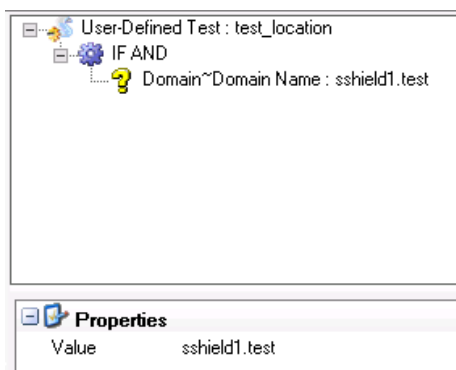 User-Defined Test : test_location
IF AND
Domain~Domain Name : sshield1.test
Properties
Value sshield1.test